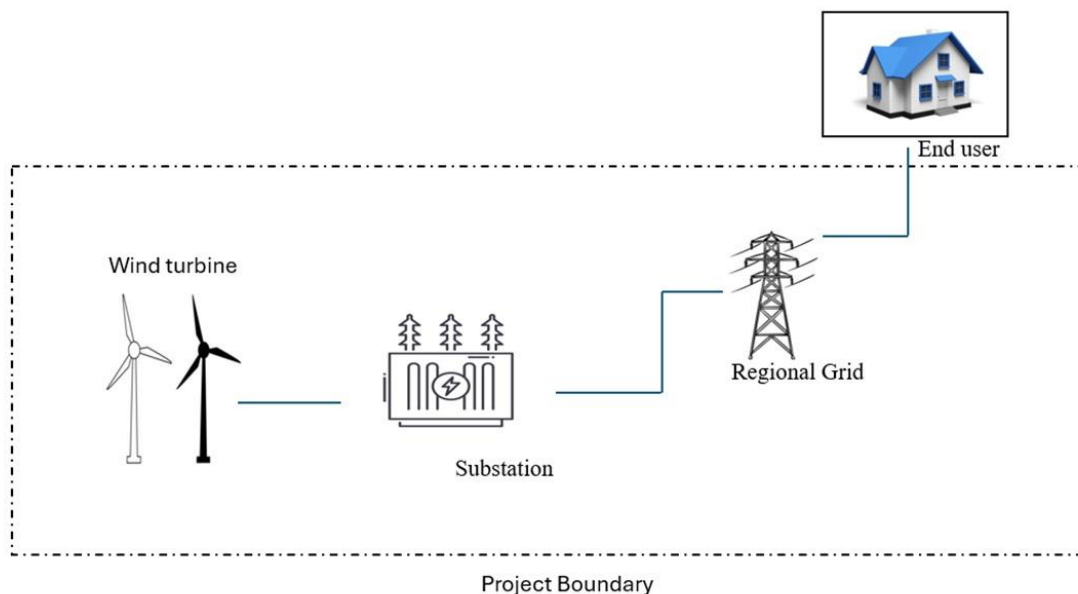 End user
Wind turbine
Regional Grid
Substation
Project Boundary